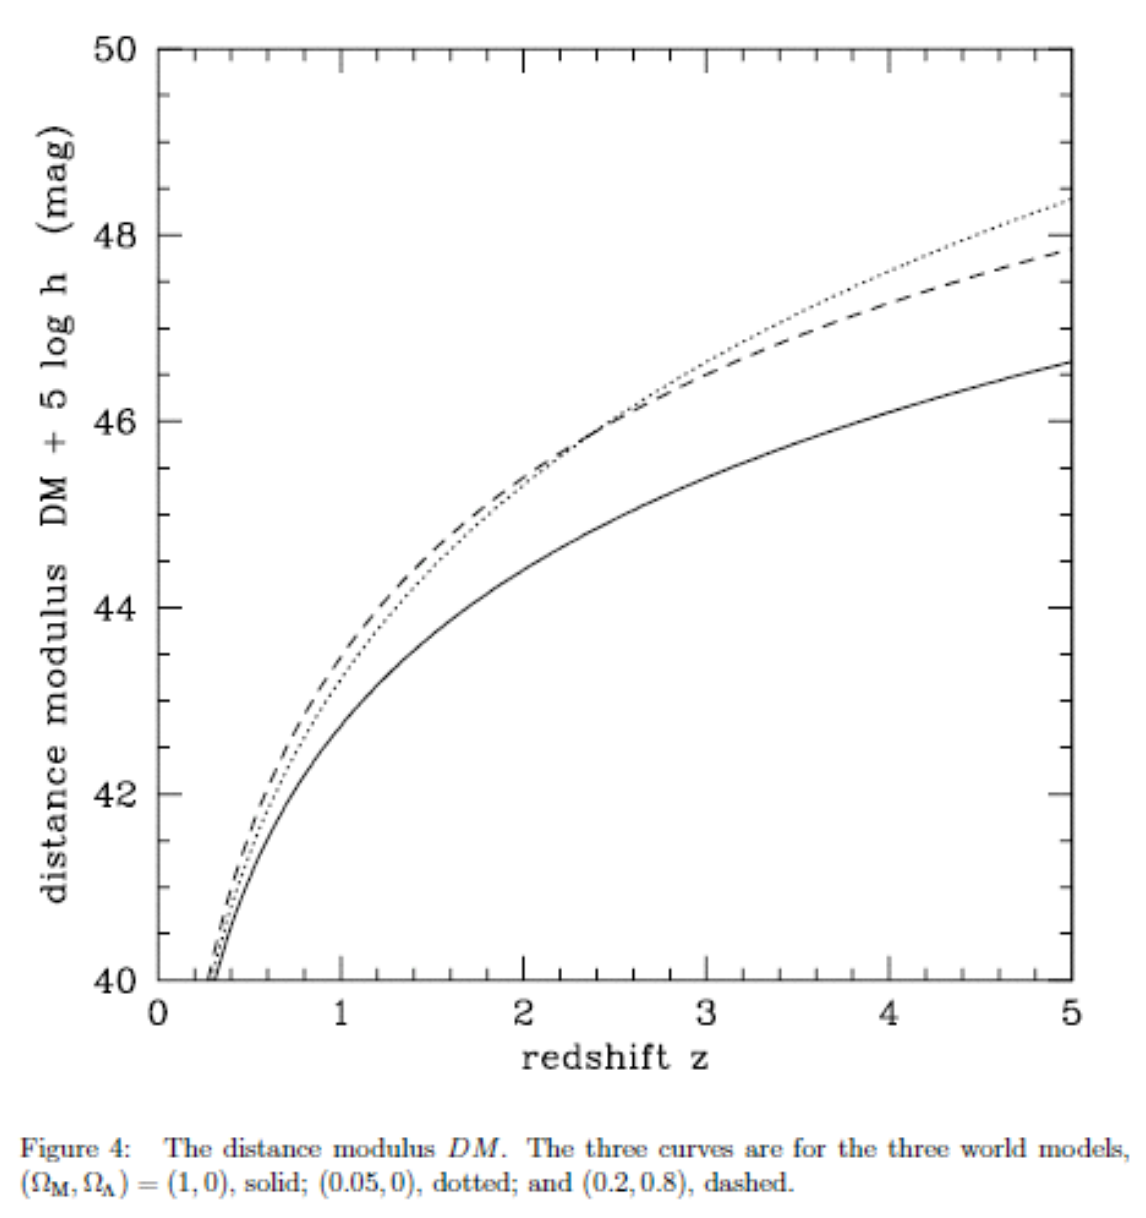 50
48
46
44
42
40
distance modulus DM + 5 log h (mag)
0 1 2 3 4 5
redshift z
Figure 4: The distance modulus DM. The three curves are for the three world models,
(Ω_M, Ω_Λ) = (1, 0), solid; (0.05, 0), dotted; and (0.2, 0.8), dashed.